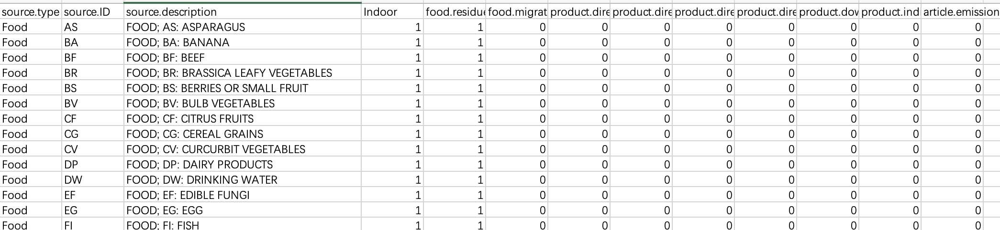 source.type source.ID source.description Indoor food.residue food.migrat product.dire product.dire product.dire product.dire product.dow product.indi article.emission
Food AS FOOD; AS: ASPARAGUS 1 1 0 0 0 0 0 0 0 0
Food BA FOOD; BA: BANANA 1 1 0 0 0 0 0 0 0 0
Food BF FOOD; BF: BEEF 1 1 0 0 0 0 0 0 0 0
Food BR FOOD; BR: BRASSICA LEAFY VEGETABLES 1 1 0 0 0 0 0 0 0 0
Food BS FOOD; BS: BERRIES OR SMALL FRUIT 1 1 0 0 0 0 0 0 0 0
Food BV FOOD; BV: BULB VEGETABLES 1 1 0 0 0 0 0 0 0 0
Food CF FOOD; CF: CITRUS FRUITS 1 1 0 0 0 0 0 0 0 0
Food CG FOOD; CG: CEREAL GRAINS 1 1 0 0 0 0 0 0 0 0
Food CV FOOD; CV: CURCURBIT VEGETABLES 1 1 0 0 0 0 0 0 0 0
Food DP FOOD; DP: DAIRY PRODUCTS 1 1 0 0 0 0 0 0 0 0
Food DW FOOD; DW: DRINKING WATER 1 1 0 0 0 0 0 0 0 0
Food EF FOOD; EF: EDIBLE FUNGI 1 1 0 0 0 0 0 0 0 0
Food EG FOOD; EG: EGG 1 1 0 0 0 0 0 0 0 0
Food FI FOOD; FI: FISH 1 1 0 0 0 0 0 0 0 0